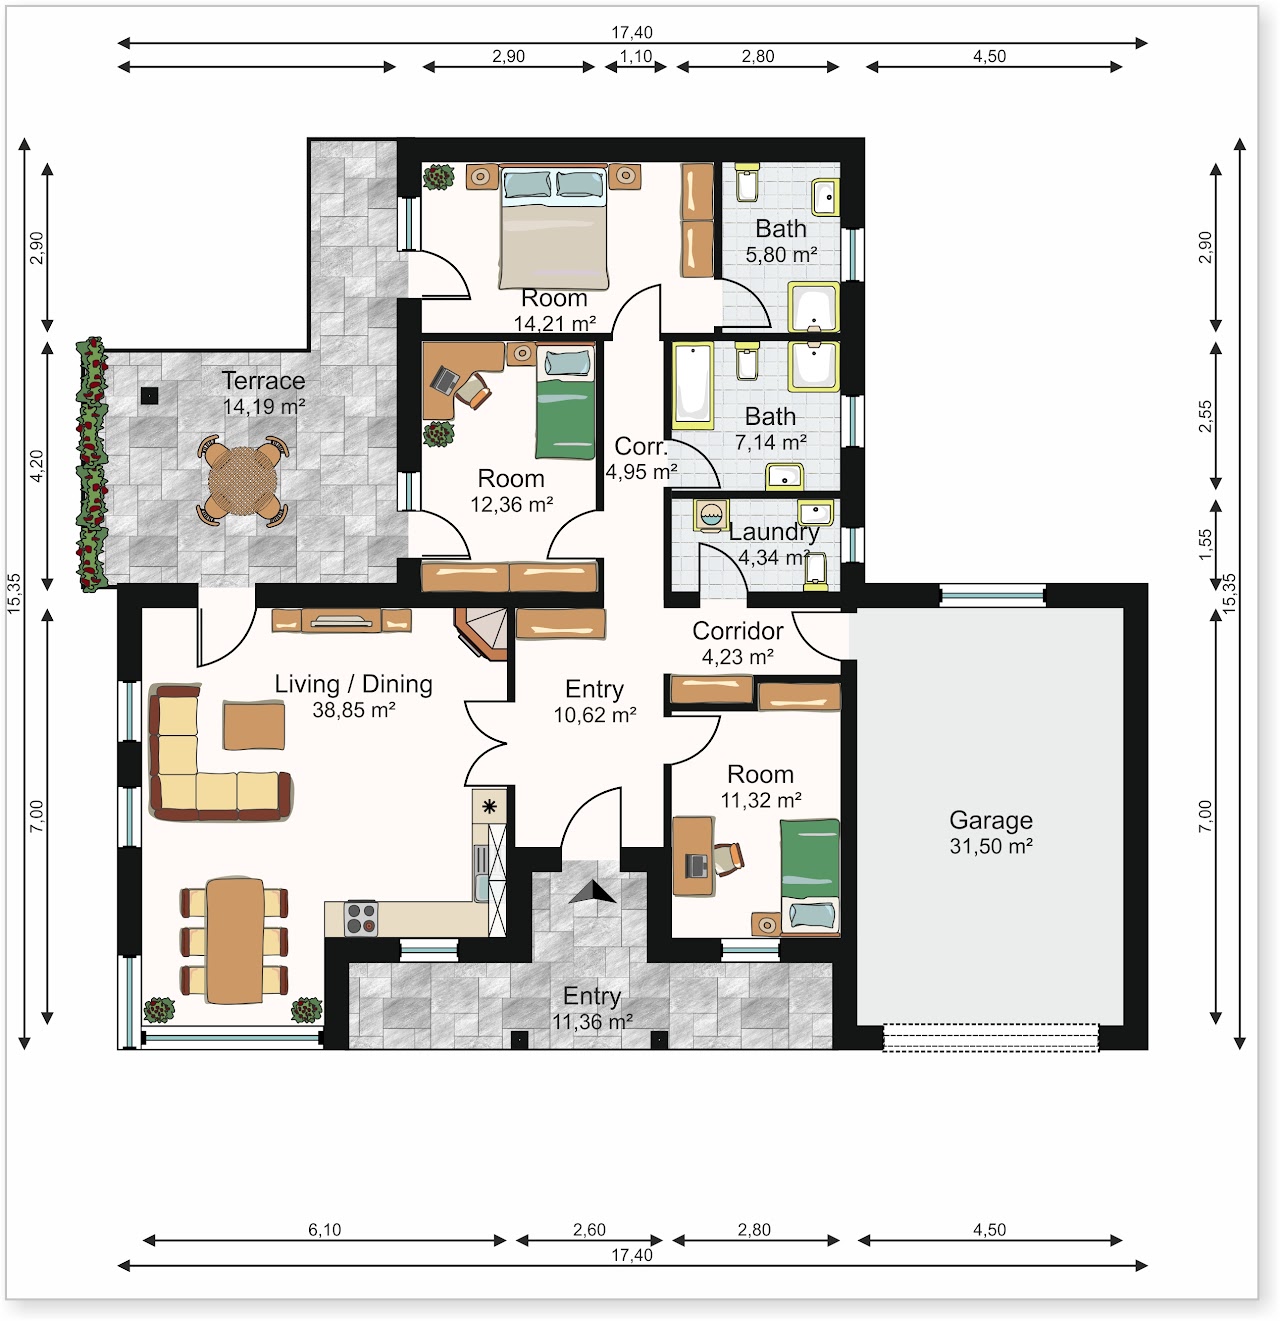 17,40
2,90
1,10
2,80
4,50
15,35
2,90
4,20
7,00
Room
14,21 m²
Bath
5,80 m²
Terrace
14,19 m²
Room
12,36 m²
Corr.
4,95 m²
Bath
7,14 m²
Laundry
4,34 m²
Living / Dining
38,85 m²
Entry
10,62 m²
Corridor
4,23 m²
Room
11,32 m²
Garage
31,50 m²
Entry
11,36 m²
2,90
2,55
1,55
15,35
7,00
6,10
2,60
2,80
4,50
17,40